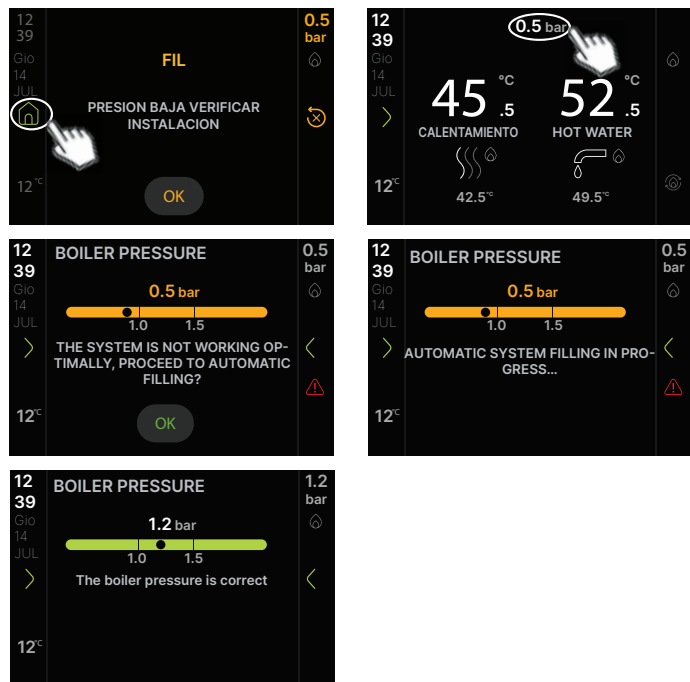 12
39
Gio
14
JUL
12°C
FIL
PRESION BAJA VERIFICAR
INSTALACION
OK
0.5
bar
12
39
Gio
14
JUL
12°C
0.5 bar
45.5 °C
CALENTAMIENTO
42.5°C
52.5 °C
HOT WATER
49.5°C
12
39
Gio
14
JUL
12°C
BOILER PRESSURE
0.5 bar
1.0 1.5
THE SYSTEM IS NOT WORKING OP-
TIMALLY, PROCEED TO AUTOMATIC
FILLING?
OK
0.5
bar
12
39
Gio
14
JUL
12°C
BOILER PRESSURE
0.5 bar
1.0 1.5
AUTOMATIC SYSTEM FILLING IN PRO-
GRESS...
0.5
bar
12
39
Gio
14
JUL
12°C
BOILER PRESSURE
1.2 bar
1.0 1.5
The boiler pressure is correct
1.2
bar